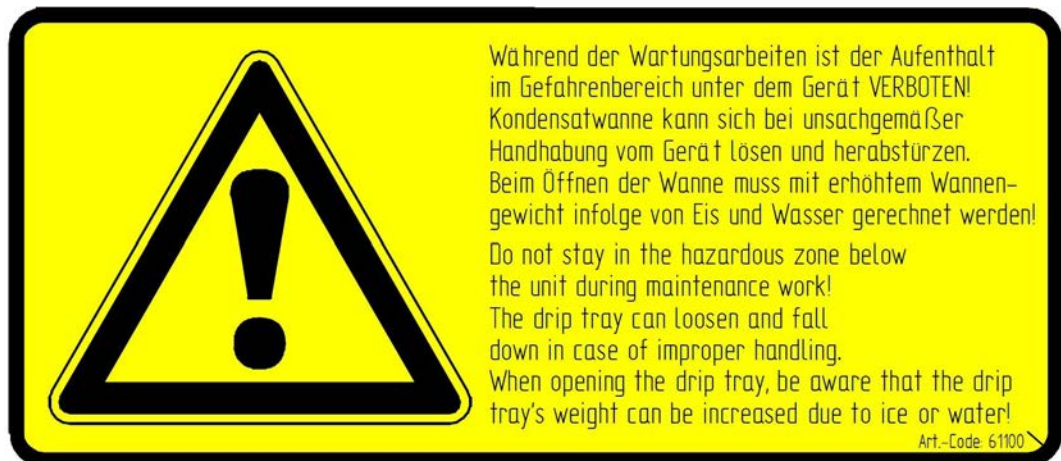 Während der Wartungsarbeiten ist der Aufenthalt
im Gefahrenbereich unter dem Gerät VERBOTEN!
Kondensatwanne kann sich bei unsachgemäßer
Handhabung vom Gerät lösen und herabstürzen.
Beim Öffnen der Wanne muss mit erhöhtem Wannen-
gewicht infolge von Eis und Wasser gerechnet werden!
Do not stay in the hazardous zone below
the unit during maintenance work!
The drip tray can loosen and fall
down in case of improper handling.
When opening the drip tray, be aware that the drip
tray's weight can be increased due to ice or water!
Art.-Code: 61100